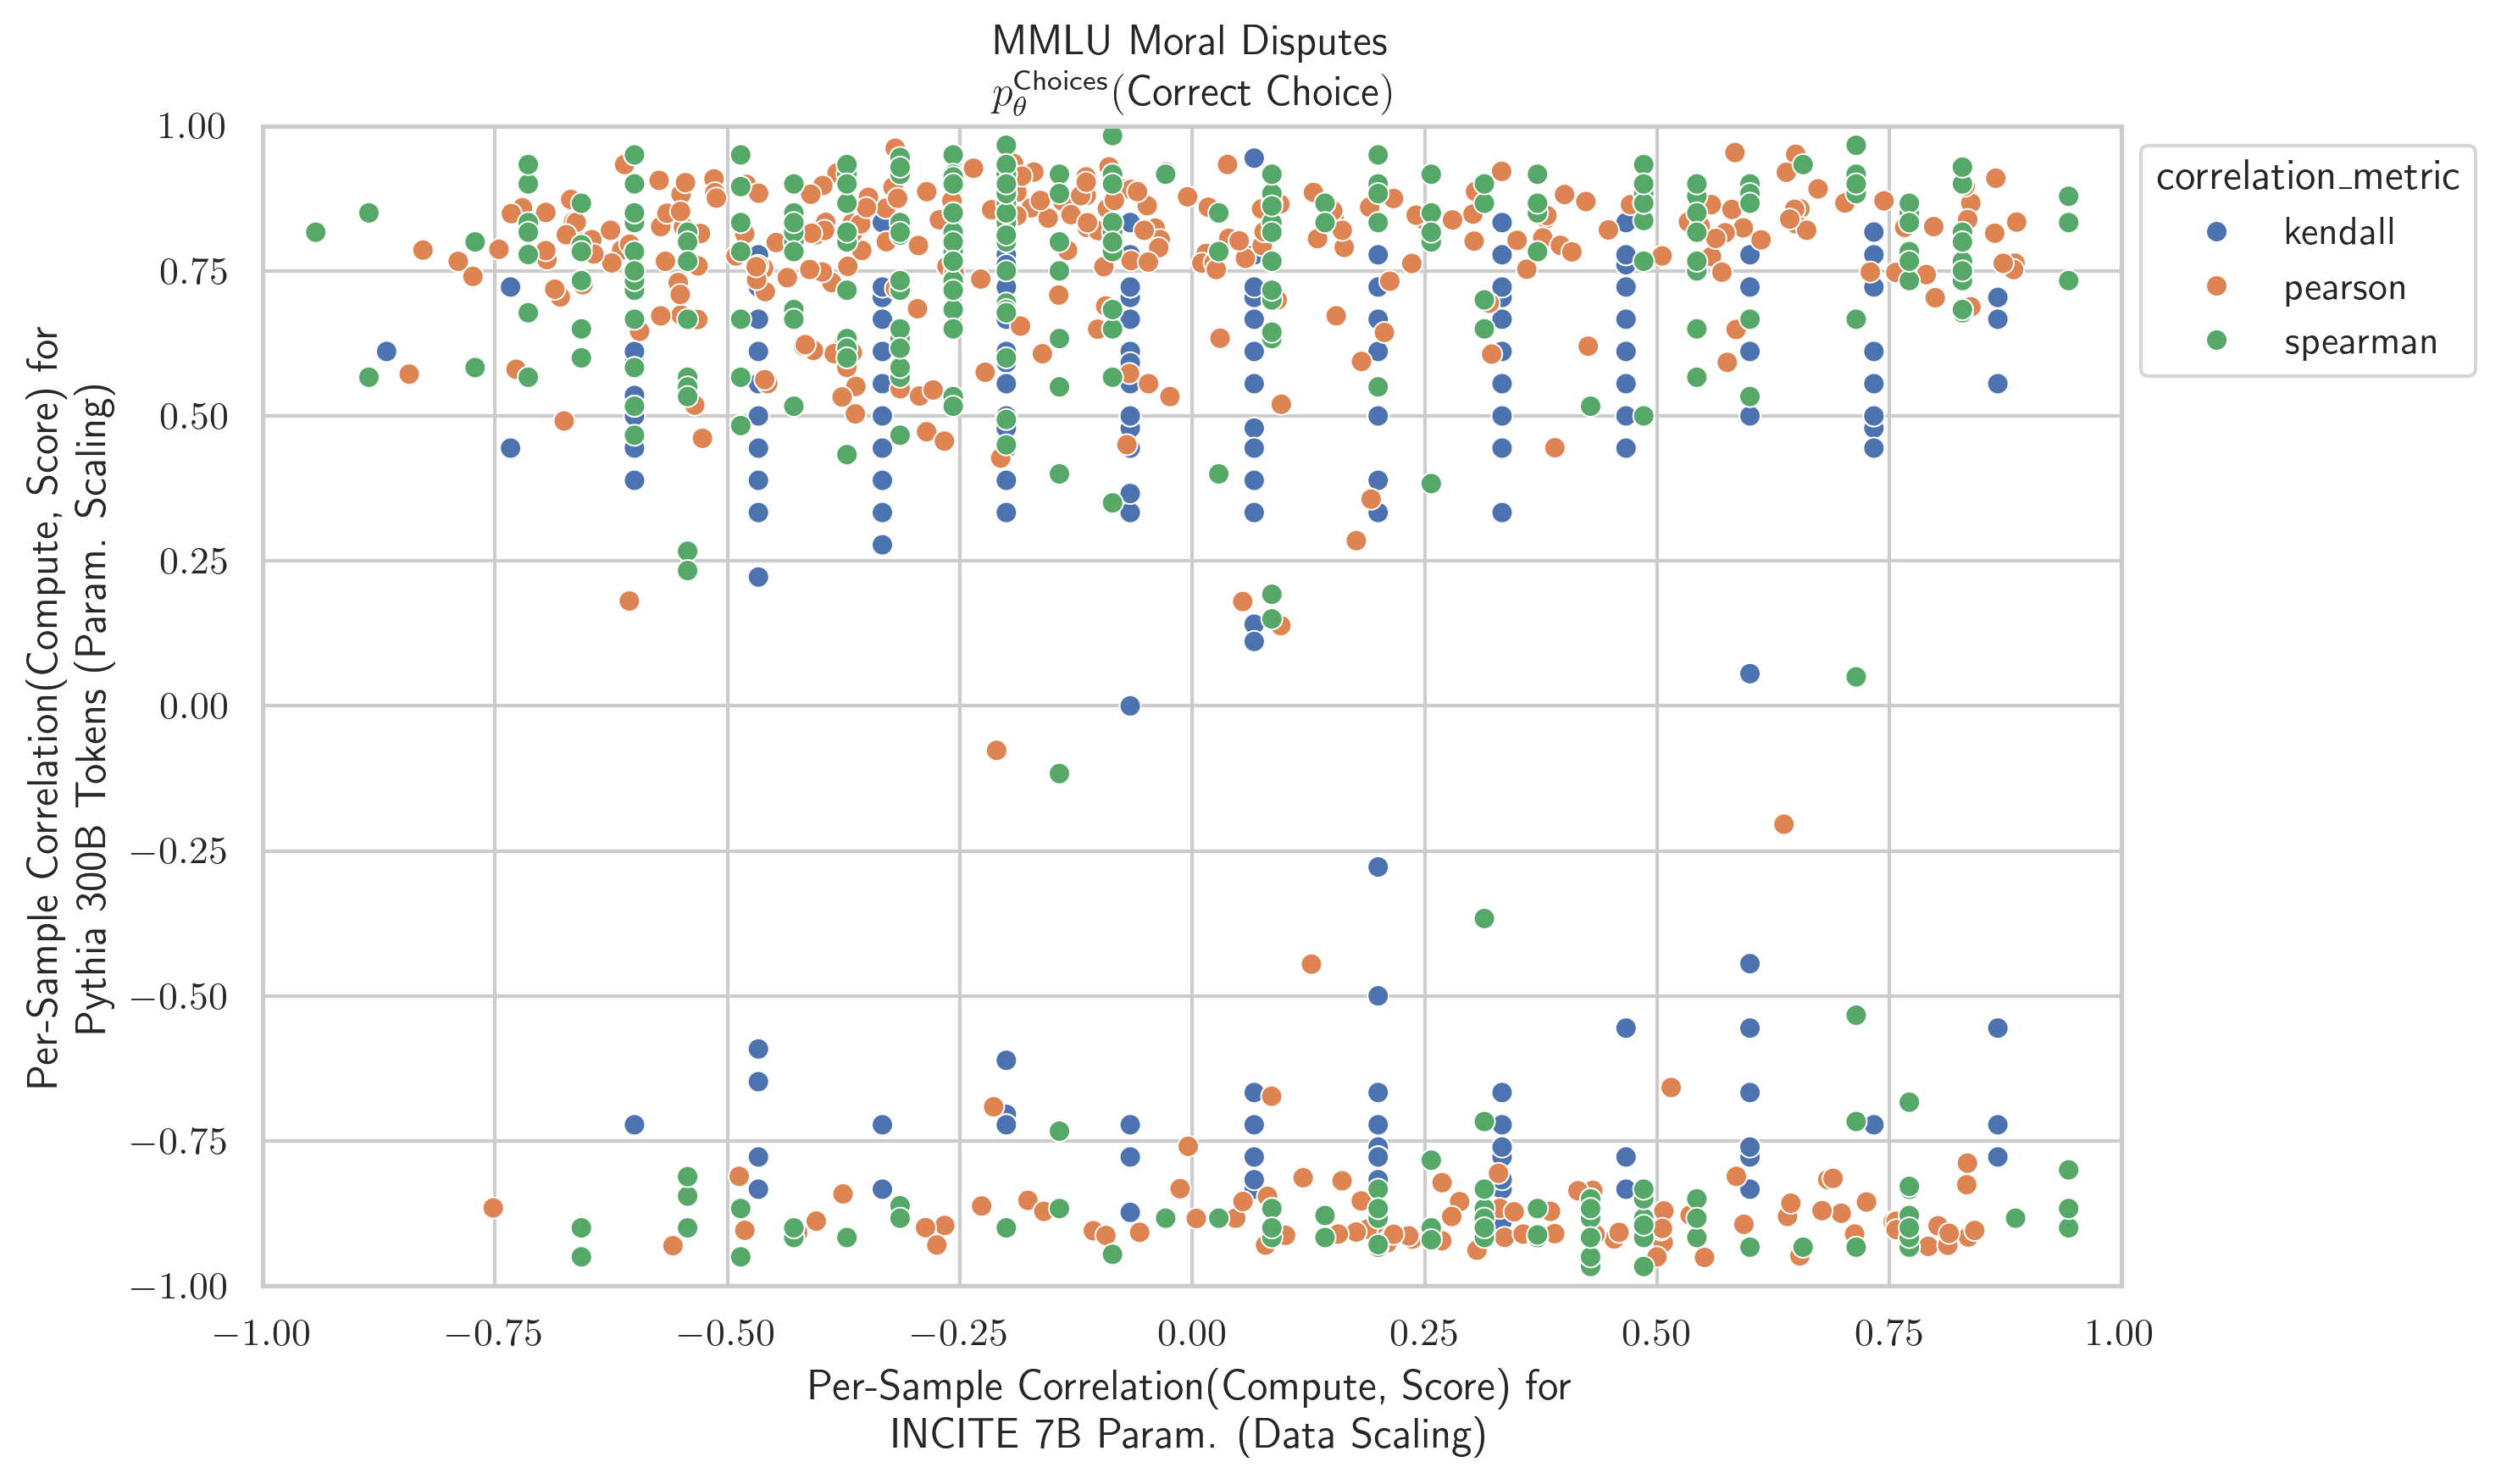 MMLU Moral Disputes
p_θ^Choices(Correct Choice)
1.00
0.75
0.50
0.25
0.00
−0.25
−0.50
−0.75
−1.00
Per-Sample Correlation(Compute, Score) for
Pythia 300B Tokens (Param. Scaling)
−1.00 −0.75 −0.50 −0.25 0.00 0.25 0.50 0.75 1.00
Per-Sample Correlation(Compute, Score) for
INCITE 7B Param. (Data Scaling)
correlation_metric
kendall
pearson
spearman